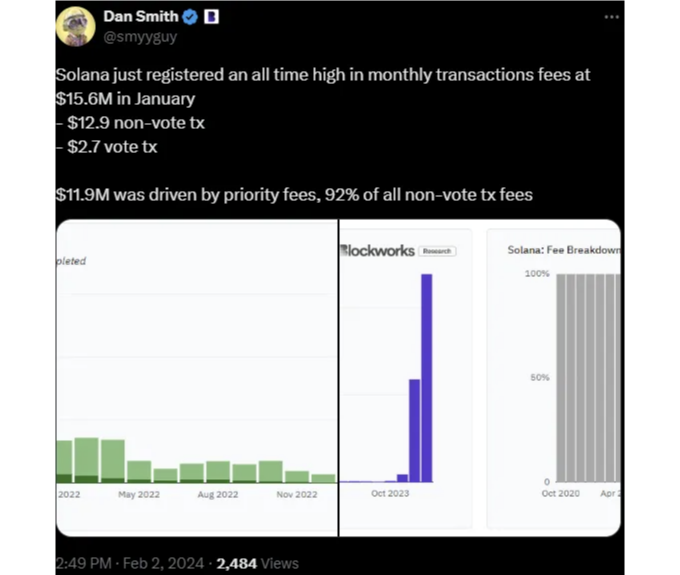 Dan Smith
@smyyguy
Solana just registered an all time high in monthly transactions fees at
$15.6M in January
- $12.9 non-vote tx
- $2.7 vote tx
$11.9M was driven by priority fees, 92% of all non-vote tx fees
pleted
2022 May 2022 Aug 2022 Nov 2022
Blockworks Research
Oct 2023
Solana: Fee Breakdown
100%
50%
0
Oct 2020 Apr 2
2:49 PM · Feb 2, 2024 · 2,484 Views